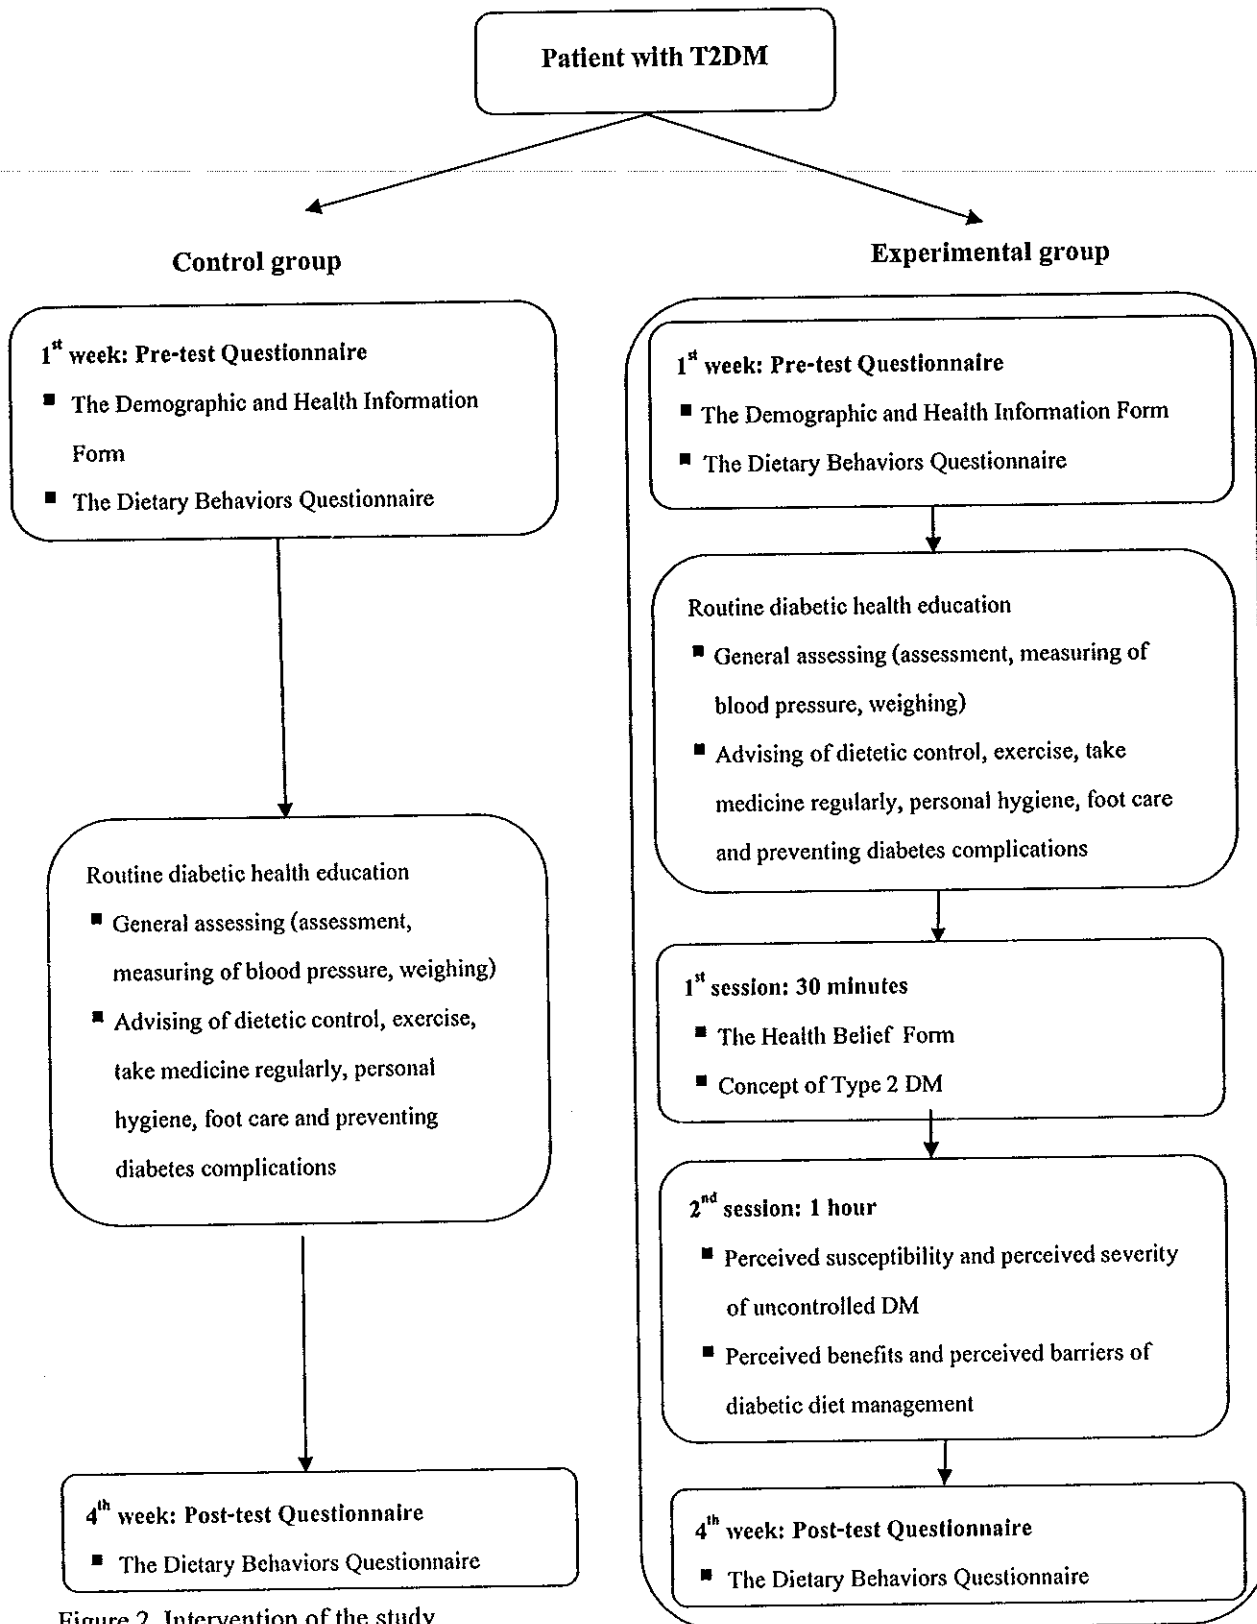 Patient with T2DM
Control group
1st week: Pre-test Questionnaire
■ The Demographic and Health Information
Form
■ The Dietary Behaviors Questionnaire
Routine diabetic health education
■ General assessing (assessment,
measuring of blood pressure, weighing)
■ Advising of dietetic control, exercise,
take medicine regularly, personal
hygiene, foot care and preventing
diabetes complications
4th week: Post-test Questionnaire
■ The Dietary Behaviors Questionnaire
Experimental group
1st week: Pre-test Questionnaire
■ The Demographic and Health Information Form
■ The Dietary Behaviors Questionnaire
Routine diabetic health education
■ General assessing (assessment, measuring of
blood pressure, weighing)
■ Advising of dietetic control, exercise, take
medicine regularly, personal hygiene, foot care
and preventing diabetes complications
1st session: 30 minutes
■ The Health Belief Form
■ Concept of Type 2 DM
2nd session: 1 hour
■ Perceived susceptibility and perceived severity
of uncontrolled DM
■ Perceived benefits and perceived barriers of
diabetic diet management
4th week: Post-test Questionnaire
■ The Dietary Behaviors Questionnaire
Figure 2. Intervention of the study